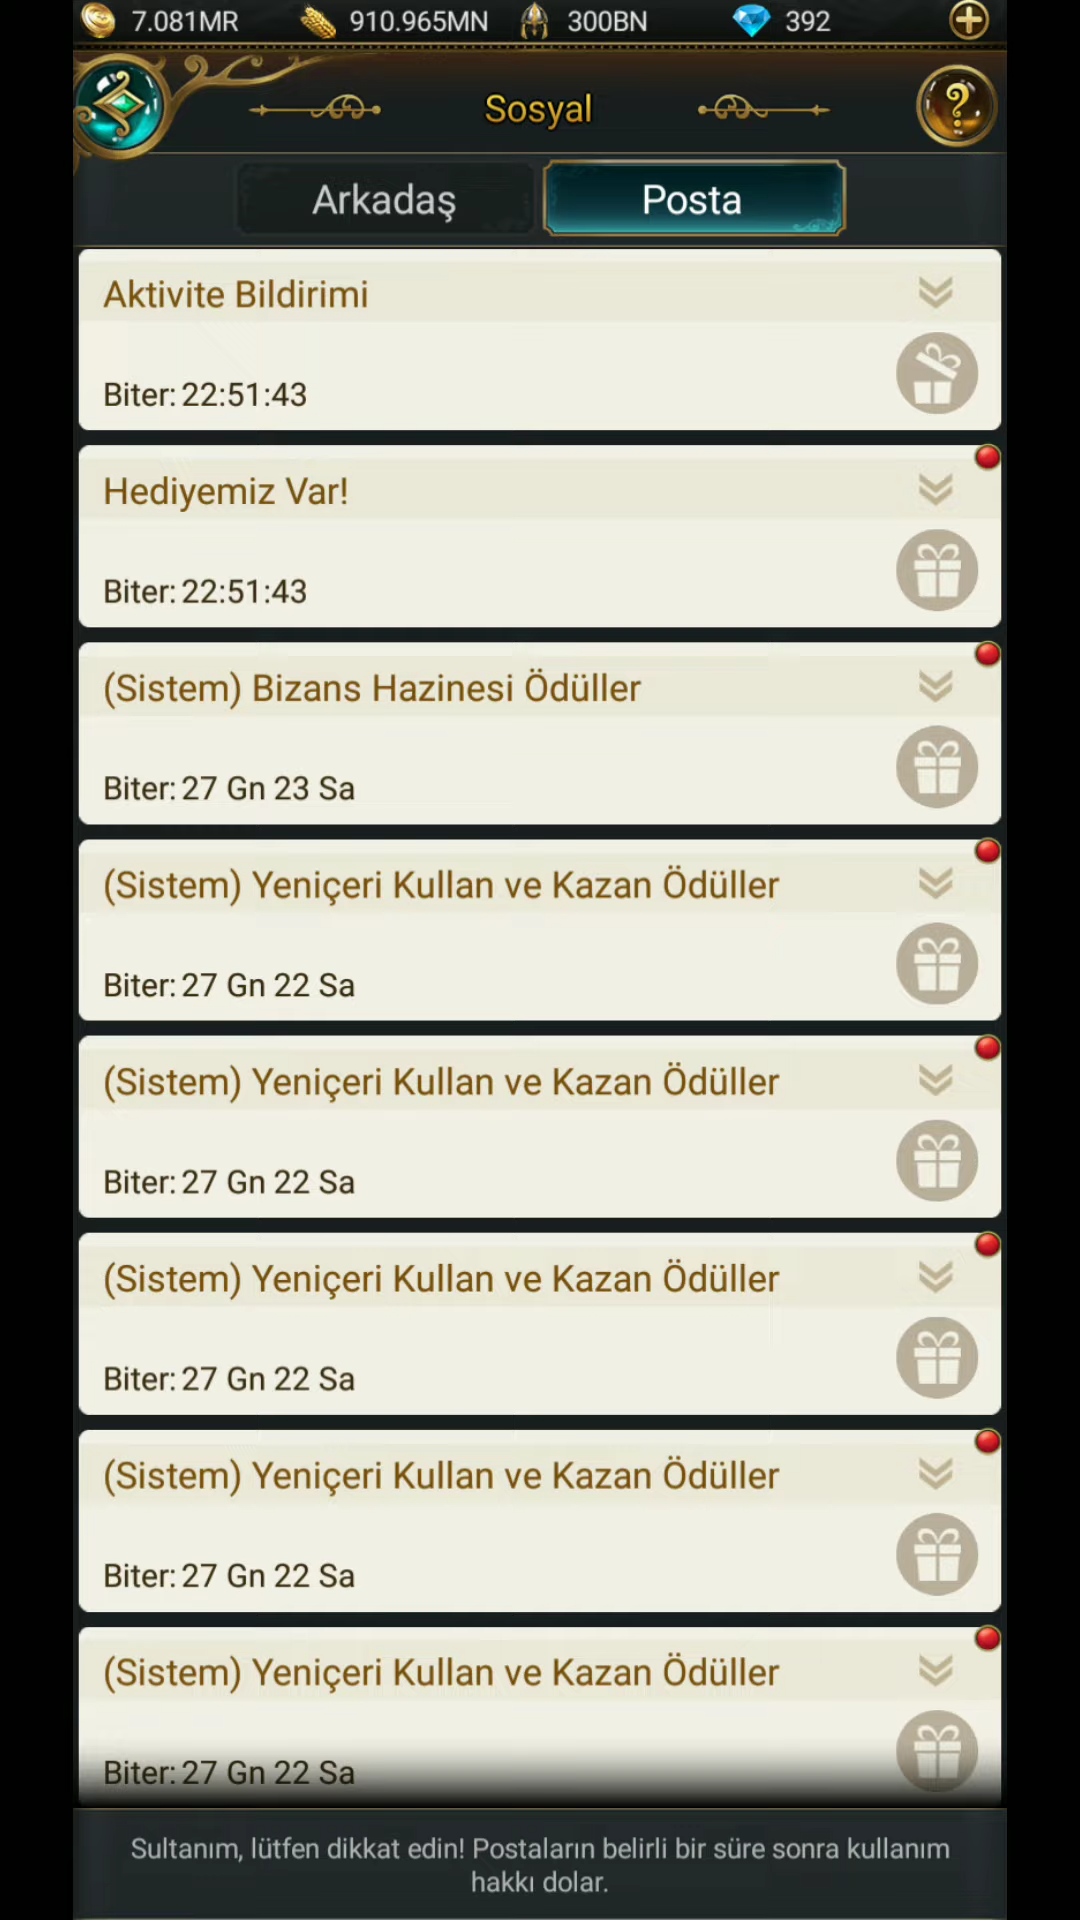 7.081MR 910.965MN 300BN 392
Sosyal
Arkadaş Posta
Aktivite Bildirimi
Biter: 22:51:43
Hediyemiz Var!
Biter: 22:51:43
(Sistem) Bizans Hazinesi Ödüller
Biter: 27 Gn 23 Sa
(Sistem) Yeniçeri Kullan ve Kazan Ödüller
Biter: 27 Gn 22 Sa
(Sistem) Yeniçeri Kullan ve Kazan Ödüller
Biter: 27 Gn 22 Sa
(Sistem) Yeniçeri Kullan ve Kazan Ödüller
Biter: 27 Gn 22 Sa
(Sistem) Yeniçeri Kullan ve Kazan Ödüller
Biter: 27 Gn 22 Sa
(Sistem) Yeniçeri Kullan ve Kazan Ödüller
Biter: 27 Gn 22 Sa
Sultanım, lütfen dikkat edin! Postaların belirli bir süre sonra kullanım
hakkı dolar.